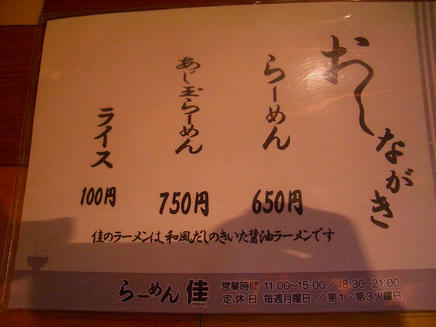 おしながき
らーめん
650円
あじ玉らーめん
750円
ライス
100円
佳のラーメンは、和風だしのきいた醤油ラーメンです
らーめん 佳
営業時間 11:00~15:00/18:30~21:00
定休日 毎週月曜日/第1・第3火曜日